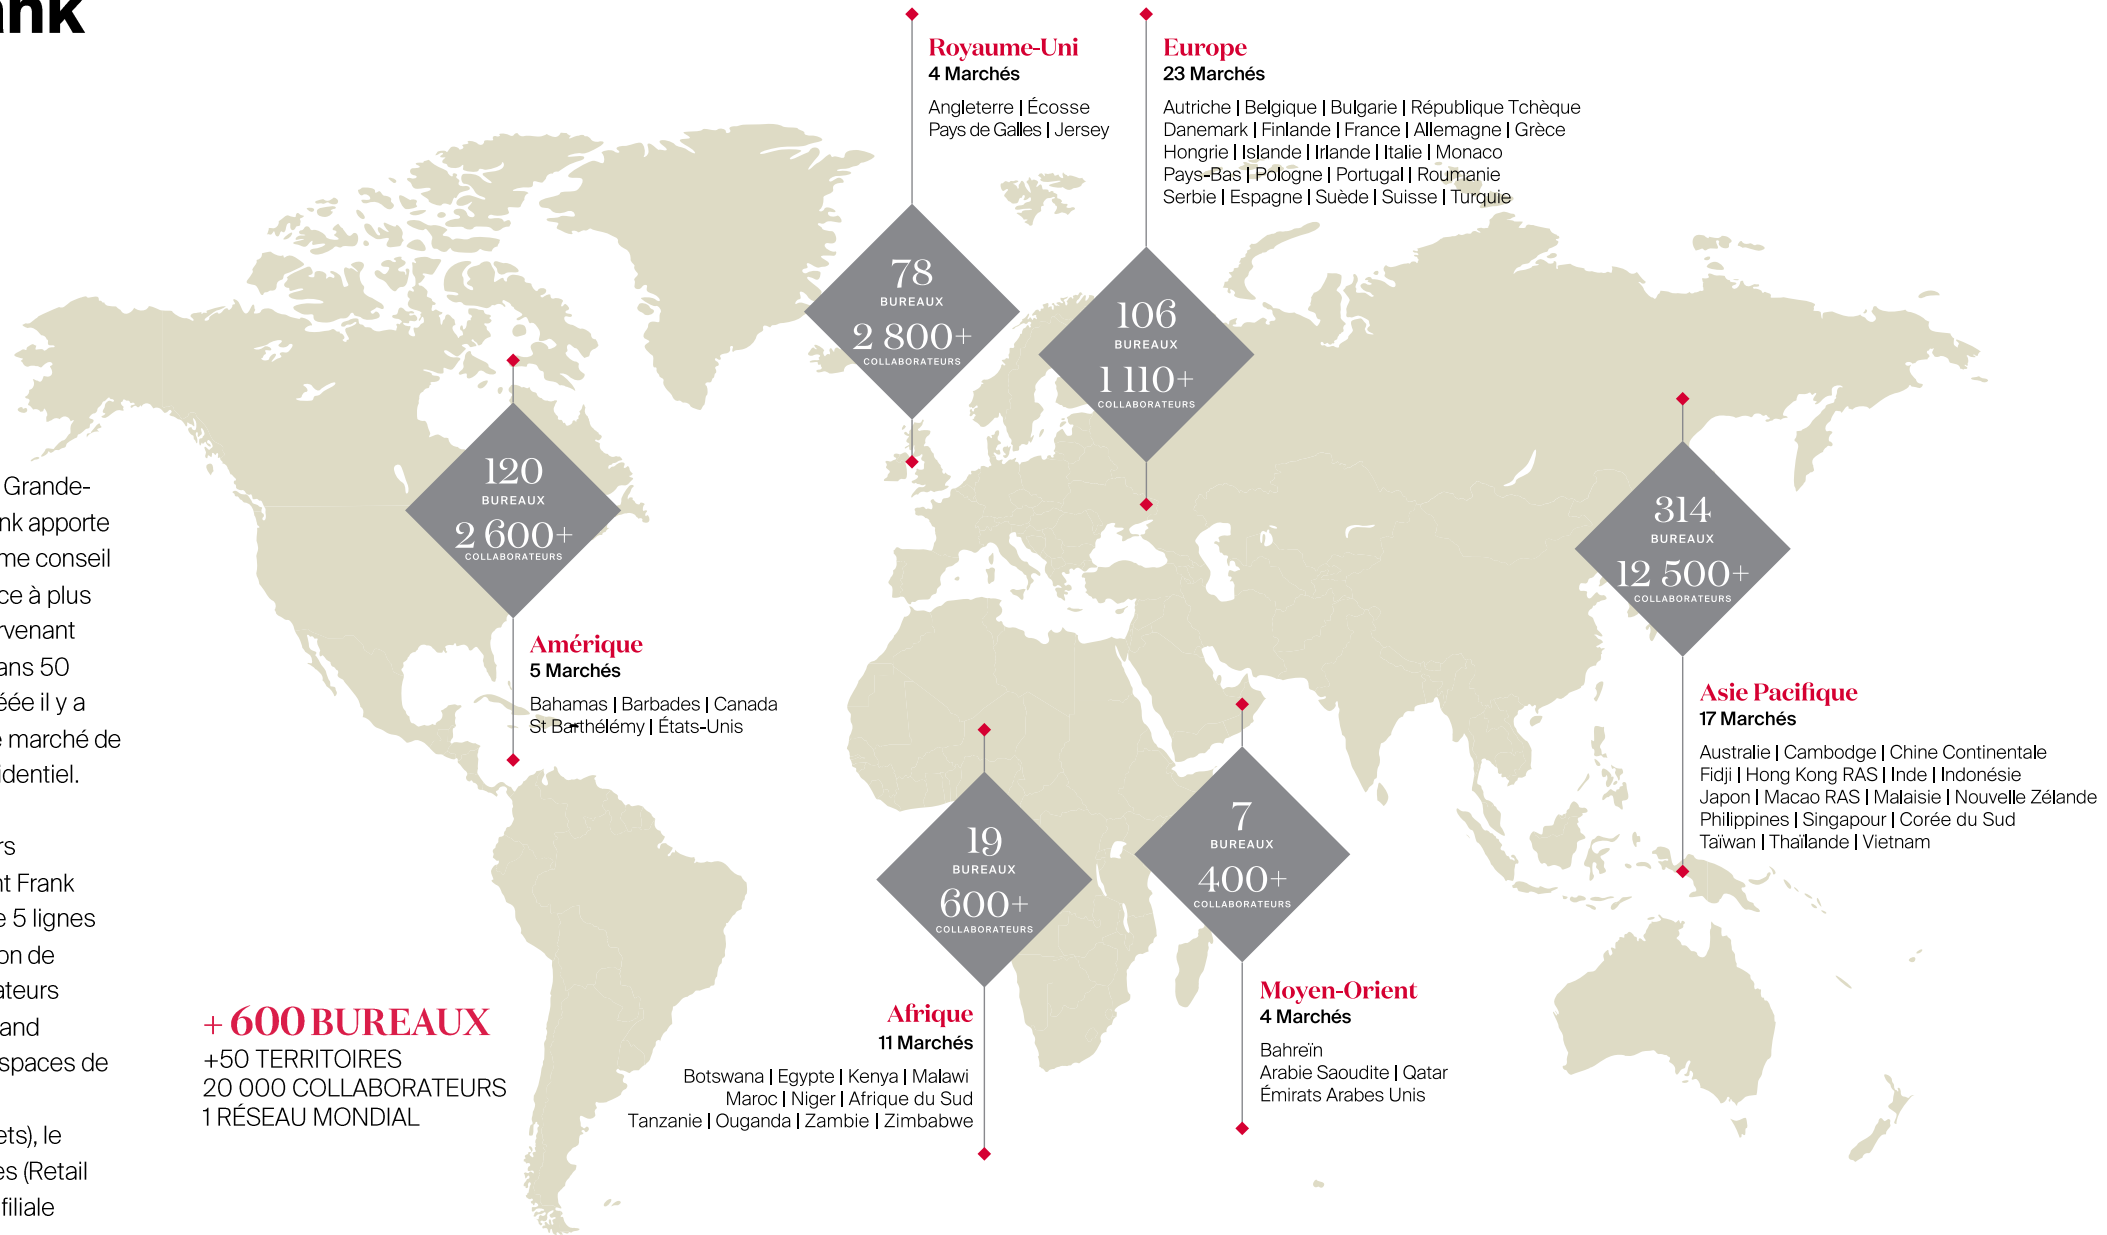 ank
Grande-
nk apporte
me conseil
ce à plus
rvenant
ans 50
éée il y a
e marché de
identiel.
rs
nt Frank
e 5 lignes
on de
ateurs
and
spaces de
ets), le
es (Retail
filiale
+ 600 BUREAUX
+50 TERRITOIRES
20 000 COLLABORATEURS
1 RÉSEAU MONDIAL
120
BUREAUX
2 600+
COLLABORATEURS
Amérique
5 Marchés
Bahamas | Barbades | Canada
St Barthélémy | États-Unis
Royaume-Uni
4 Marchés
Angleterre | Écosse
Pays de Galles | Jersey
78
BUREAUX
2 800+
COLLABORATEURS
Europe
23 Marchés
Autriche | Belgique | Bulgarie | République Tchèque
Danemark | Finlande | France | Allemagne | Grèce
Hongrie | Islande | Irlande | Italie | Monaco
Pays-Bas | Pologne | Portugal | Roumanie
Serbie | Espagne | Suède | Suisse | Turquie
106
BUREAUX
1 110+
COLLABORATEURS
314
BUREAUX
12 500+
COLLABORATEURS
Asie Pacifique
17 Marchés
Australie | Cambodge | Chine Continentale
Fidji | Hong Kong RAS | Inde | Indonésie
Japon | Macao RAS | Malaisie | Nouvelle Zélande
Philippines | Singapour | Corée du Sud
Taïwan | Thaïlande | Vietnam
19
BUREAUX
600+
COLLABORATEURS
Afrique
11 Marchés
Botswana | Egypte | Kenya | Malawi
Maroc | Niger | Afrique du Sud
Tanzanie | Ouganda | Zambie | Zimbabwe
7
BUREAUX
400+
COLLABORATEURS
Moyen-Orient
4 Marchés
Bahreïn
Arabie Saoudite | Qatar
Émirats Arabes Unis